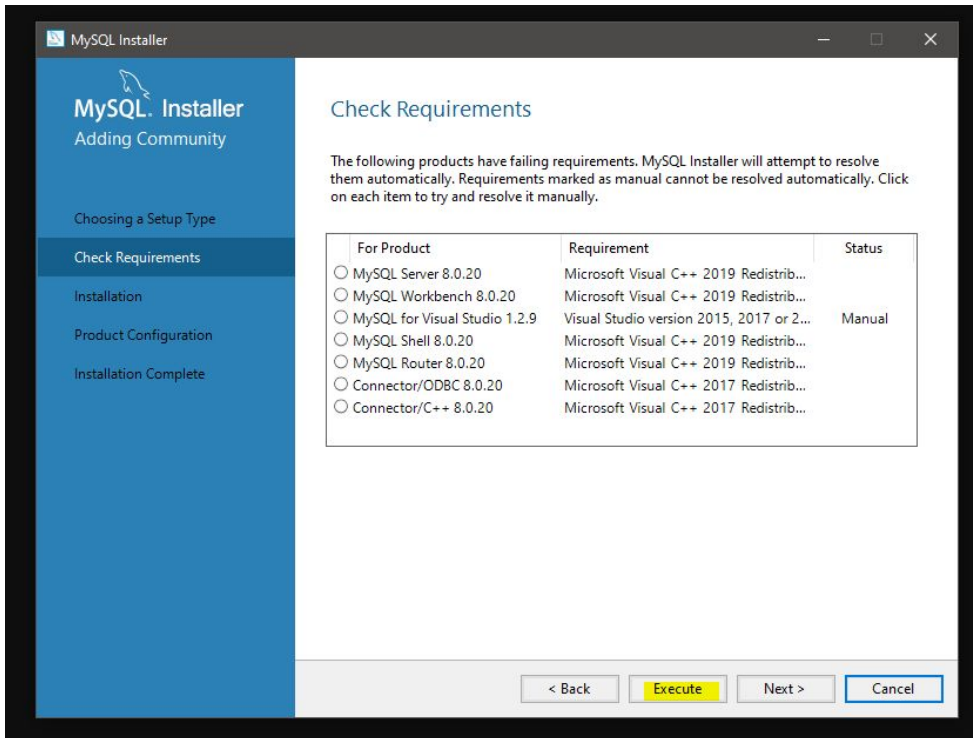 MySQL Installer
MySQL. Installer
Adding Community
Choosing a Setup Type
Check Requirements
Installation
Product Configuration
Installation Complete
Check Requirements
The following products have failing requirements. MySQL Installer will attempt to resolve
them automatically. Requirements marked as manual cannot be resolved automatically. Click
on each item to try and resolve it manually.
For Product Requirement Status
MySQL Server 8.0.20 Microsoft Visual C++ 2019 Redistrib...
MySQL Workbench 8.0.20 Microsoft Visual C++ 2019 Redistrib...
MySQL for Visual Studio 1.2.9 Visual Studio version 2015, 2017 or 2... Manual
MySQL Shell 8.0.20 Microsoft Visual C++ 2019 Redistrib...
MySQL Router 8.0.20 Microsoft Visual C++ 2019 Redistrib...
Connector/ODBC 8.0.20 Microsoft Visual C++ 2017 Redistrib...
Connector/C++ 8.0.20 Microsoft Visual C++ 2017 Redistrib...
< Back Execute Next > Cancel